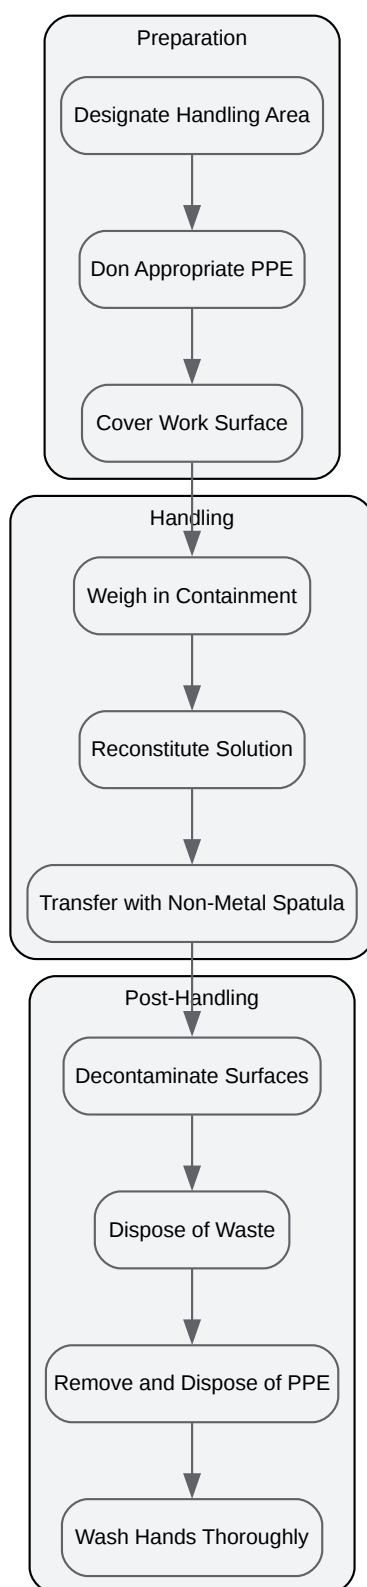 Preparation
Designate Handling Area
Don Appropriate PPE
Cover Work Surface
Handling
Weigh in Containment
Reconstitute Solution
Transfer with Non-Metal Spatula
Post-Handling
Decontaminate Surfaces
Dispose of Waste
Remove and Dispose of PPE
Wash Hands Thoroughly